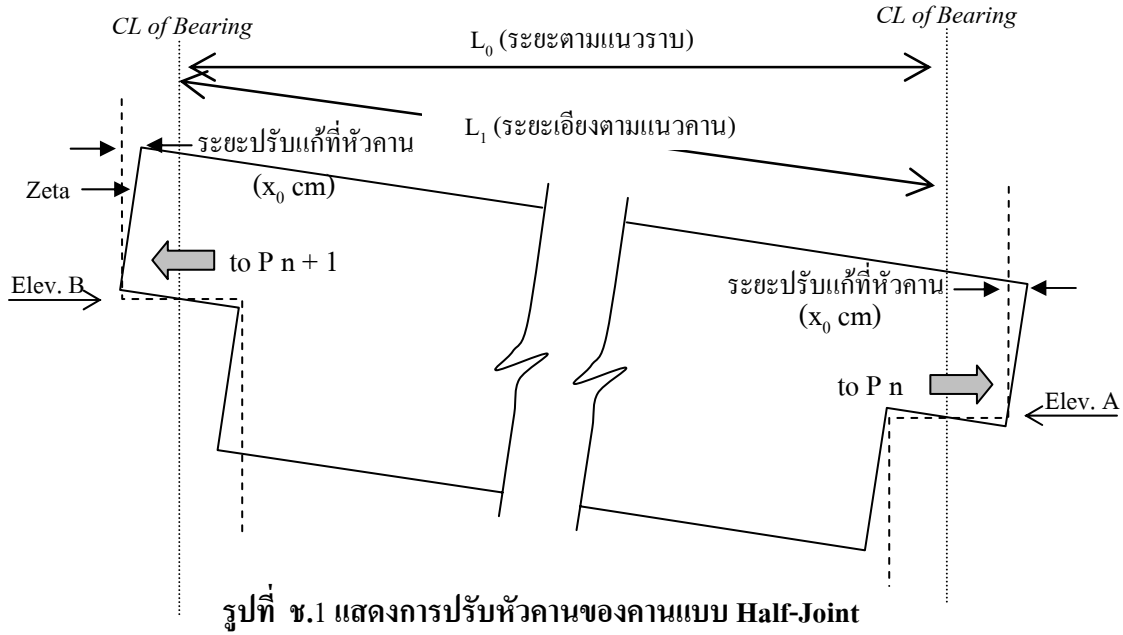 CL of Bearing
CL of Bearing
L₀ (ระยะตามแนวราบ)
L₁ (ระยะเอียงตามแนวคาน)
ระยะปรับแก้ที่หัวคาน
(x₀ cm)
Zeta
to P n + 1
Elev. B
ระยะปรับแก้ที่หัวคาน
(x₀ cm)
to P n
Elev. A
รูปที่ ช.1 แสดงการปรับหัวคานของคานแบบ Half-Joint